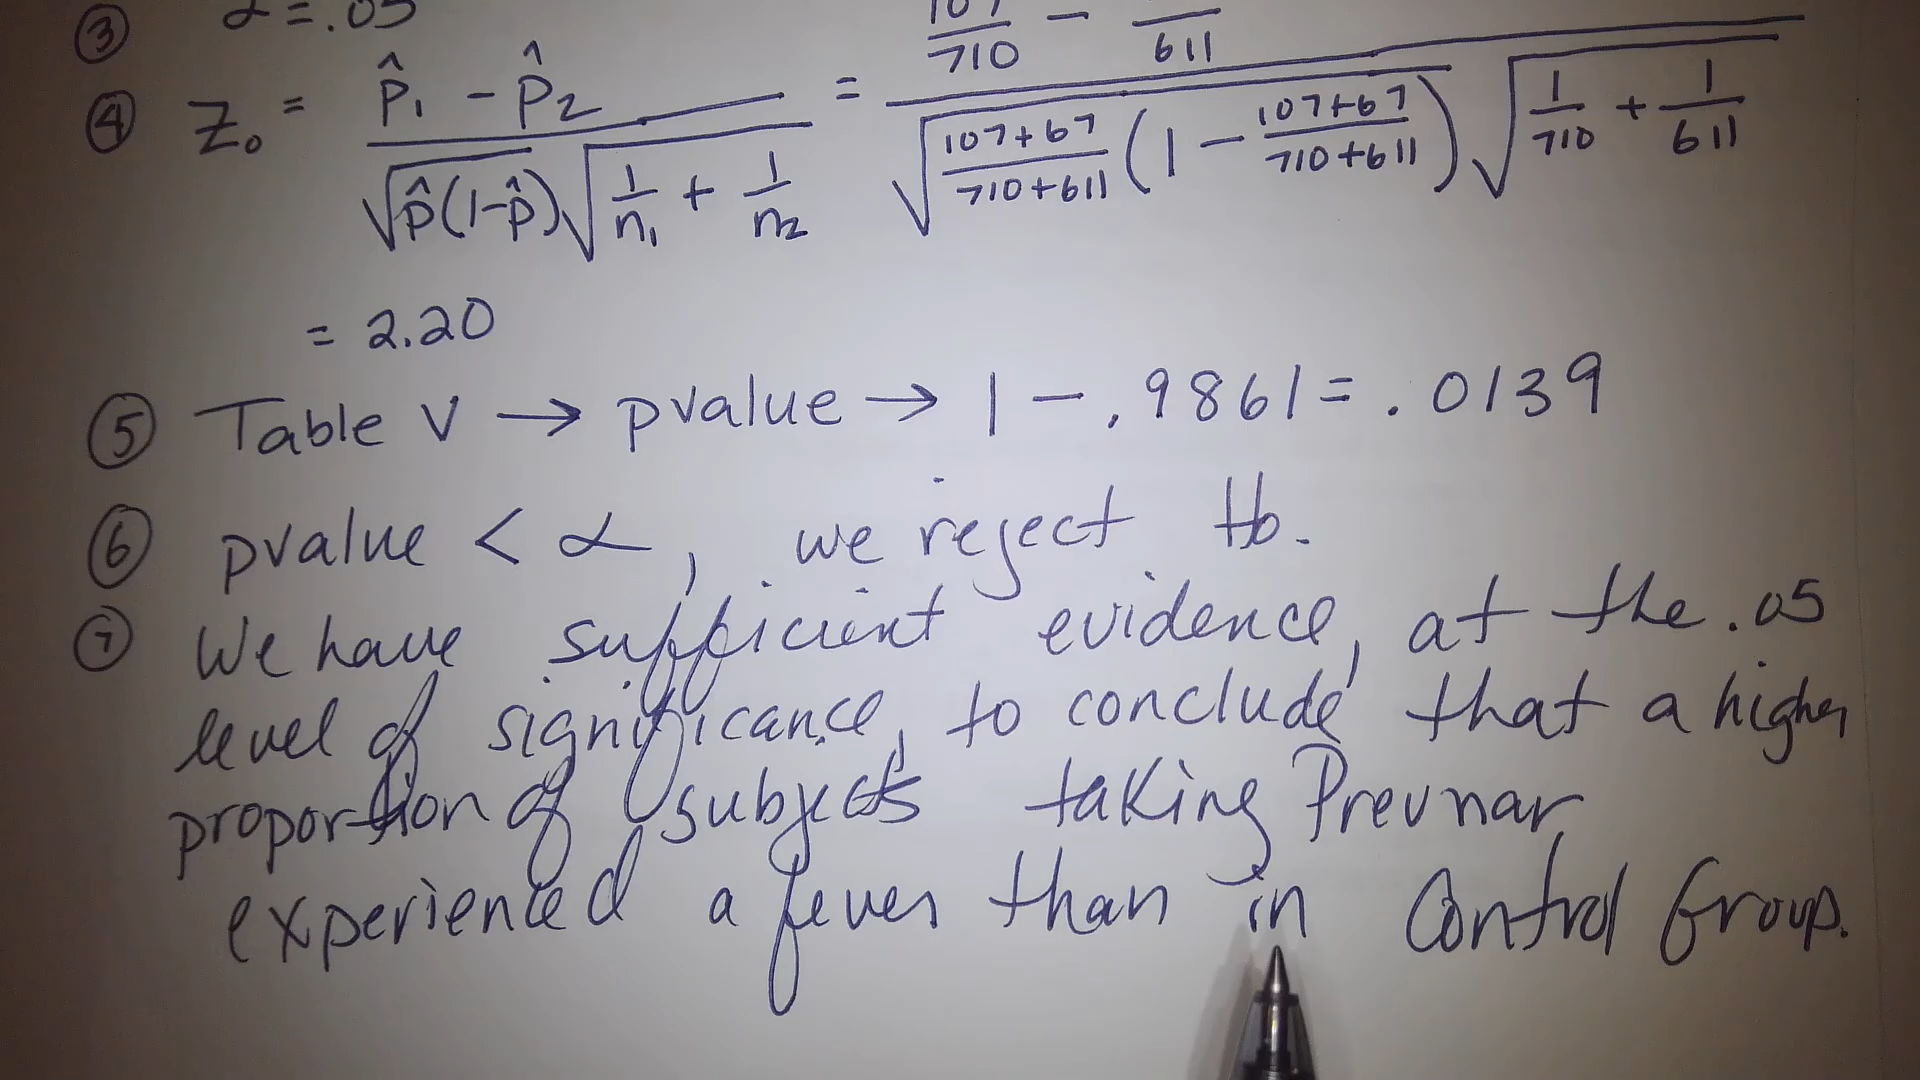 ③ α = .05
④ Z₀ = (p̂₁ − p̂₂) / (√(p̂(1-p̂)) √(1/n₁ + 1/n₂)) = (107/710 − /611) / (√((107+67)/(710+611) (1 − (107+67)/(710+611))) √(1/710 + 1/611))
= 2.20
⑤ Table V → pvalue → 1 − .9861 = .0139
⑥ pvalue < α, we reject Ho.
⑦ We have sufficient evidence, at the .05
level of significance, to conclude that a higher
proportion of subjects taking Prevnar
experienced a fever than in Control Group.